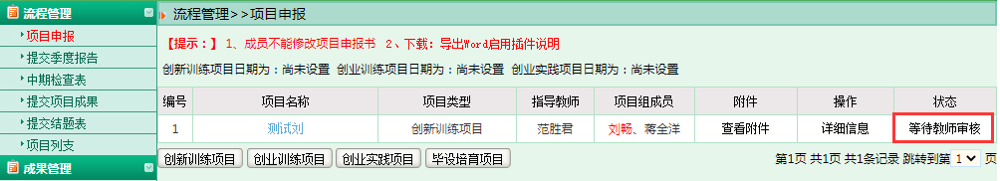 流程管理
项目申报
提交季度报告
中期检查表
提交项目成果
提交结题表
项目列支
成果管理
流程管理>>项目申报
【提示：】 1、成员不能修改项目申报书 2、下载：导出Word启用插件说明
创新训练项目日期为：尚未设置 创业训练项目日期为：尚未设置 创业实践项目日期为：尚未设置
编号 项目名称 项目类型 指导教师 项目组成员 附件 操作 状态
1 测试刘 创新训练项目 范胜君 刘畅、蒋全洋 查看附件 详细信息 等待教师审核
创新训练项目 创业训练项目 创业实践项目 毕设培育项目 第1页 共1页 共1条记录 跳转到第 1 页